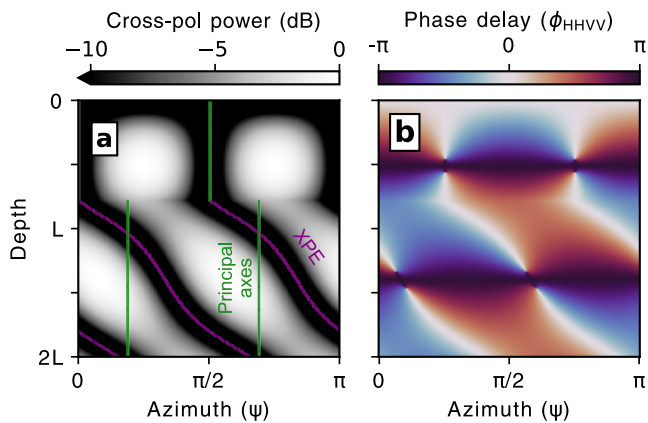 Cross-pol power (dB)
−10 −5 0
Phase delay (ϕHHVV)
-π 0 π
a
b
0
L
2L
Depth
XPE
Principal
axes
0 π/2 π
Azimuth (ψ)
0 π/2 π
Azimuth (ψ)